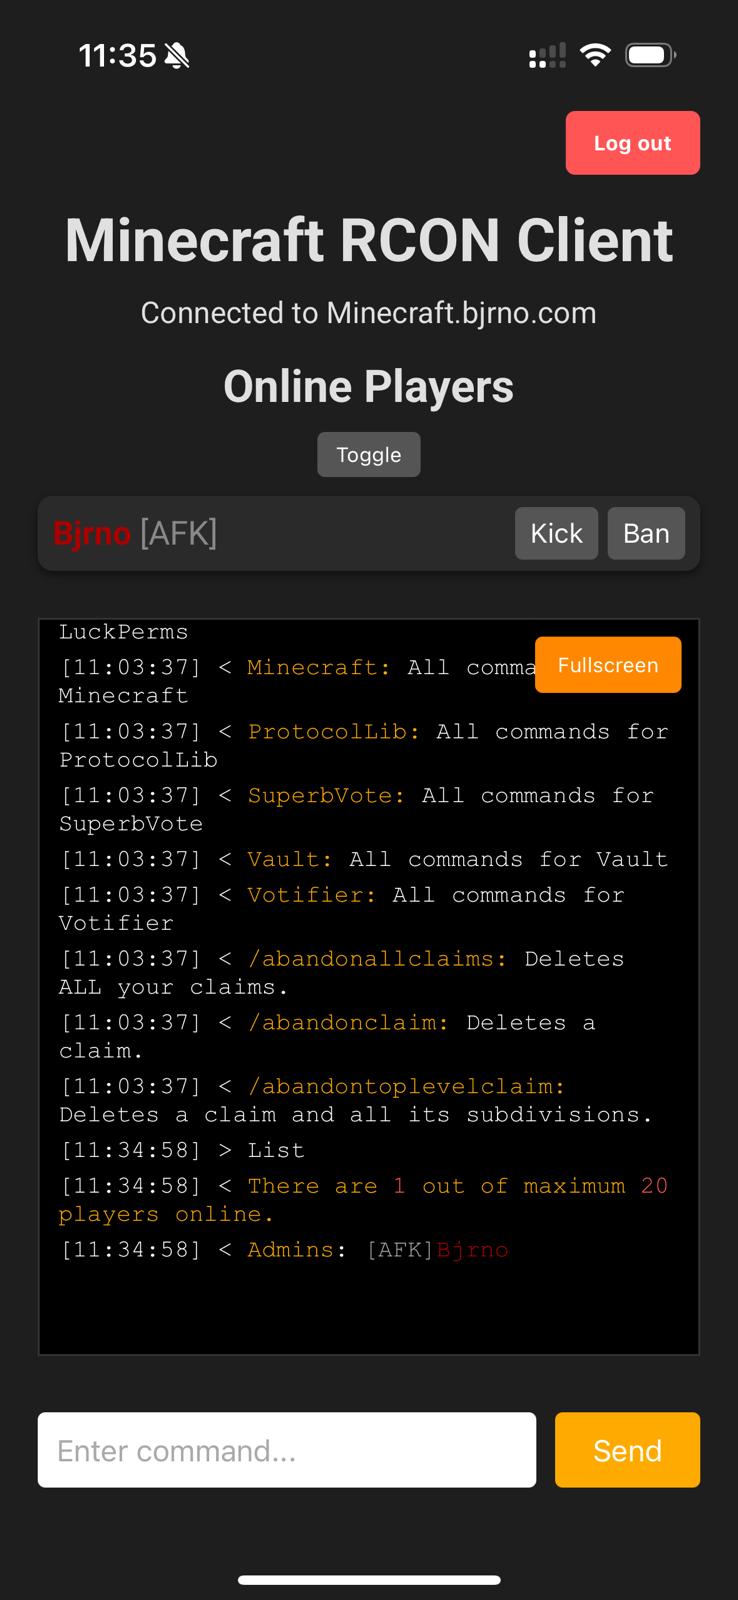 11:35
Log out
Minecraft RCON Client
Connected to Minecraft.bjrno.com
Online Players
Toggle
Bjrno [AFK] Kick Ban
LuckPerms
[11:03:37] < Minecraft: All comma
Fullscreen
Minecraft
[11:03:37] < ProtocolLib: All commands for
ProtocolLib
[11:03:37] < SuperbVote: All commands for
SuperbVote
[11:03:37] < Vault: All commands for Vault
[11:03:37] < Votifier: All commands for
Votifier
[11:03:37] < /abandonallclaims: Deletes
ALL your claims.
[11:03:37] < /abandonclaim: Deletes a
claim.
[11:03:37] < /abandontoplevelclaim:
Deletes a claim and all its subdivisions.
[11:34:58] > List
[11:34:58] < There are 1 out of maximum 20
players online.
[11:34:58] < Admins: [AFK]Bjrno
Enter command...
Send